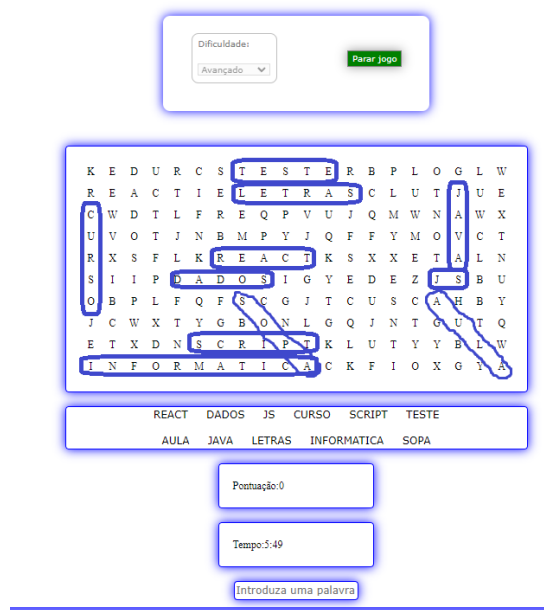 Dificuldade:
Avançado
Parar jogo
K E D U R C S T E S T E R B P L O G L W
R E A C T I E L E T R A S C L U T J U E
C W D T L F R E Q P V U J Q M W N A W X
U V O T J N B M P Y J Q F F Y M O V C T
R X S F L K R E A C T K S X X E T A L N
S I I P D A D O S I G Y E D E Z J S B U
O B P L F Q F S C G J T C U S C A H B Y
J C W X T Y G B O N L G Q J N T G U T Q
E T X D N S C R I P T K L U T Y Y B L W
I N F O R M A T I C A C K F I O X G Y A
REACT DADOS JS CURSO SCRIPT TESTE
AULA JAVA LETRAS INFORMATICA SOPA
Pontuação:0
Tempo:5:49
Introduza uma palavra